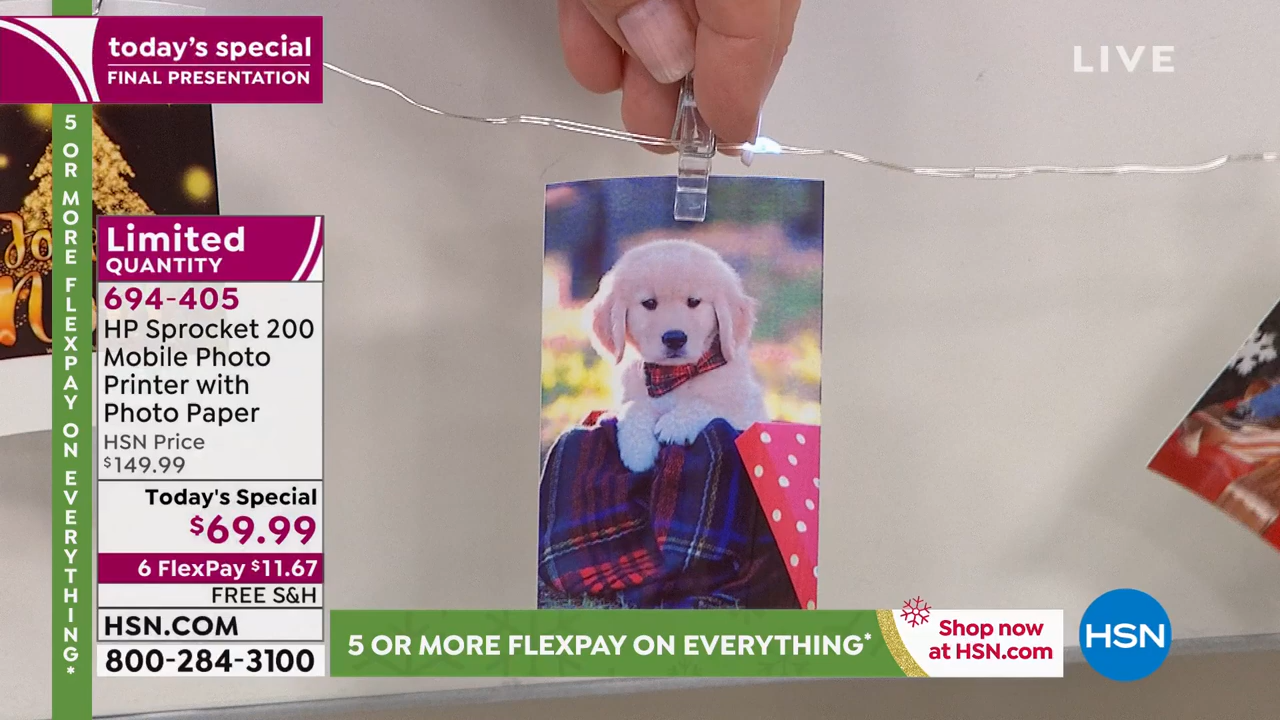 today's special
FINAL PRESENTATION
LIVE
5 OR MORE FLEXPAY ON EVERYTHING*
Limited
QUANTITY
694-405
HP Sprocket 200
Mobile Photo
Printer with
Photo Paper
HSN Price
$149.99
Today's Special
$69.99
6 FlexPay $11.67
FREE S&H
HSN.COM
800-284-3100
5 OR MORE FLEXPAY ON EVERYTHING*
Shop now
at HSN.com
HSN